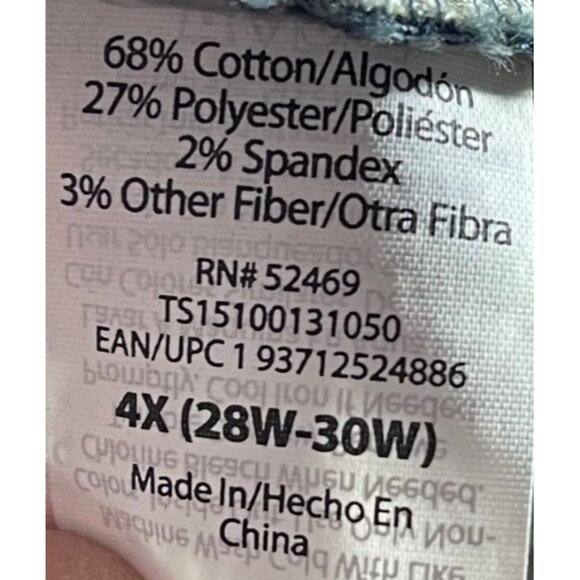 68% Cotton/Algodón
27% Polyester/Poliéster
2% Spandex
3% Other Fiber/Otra Fibra
RN# 52469
TS15100131050
EAN/UPC 1 93712524886
4X (28W-30W)
Made In/Hecho En
China